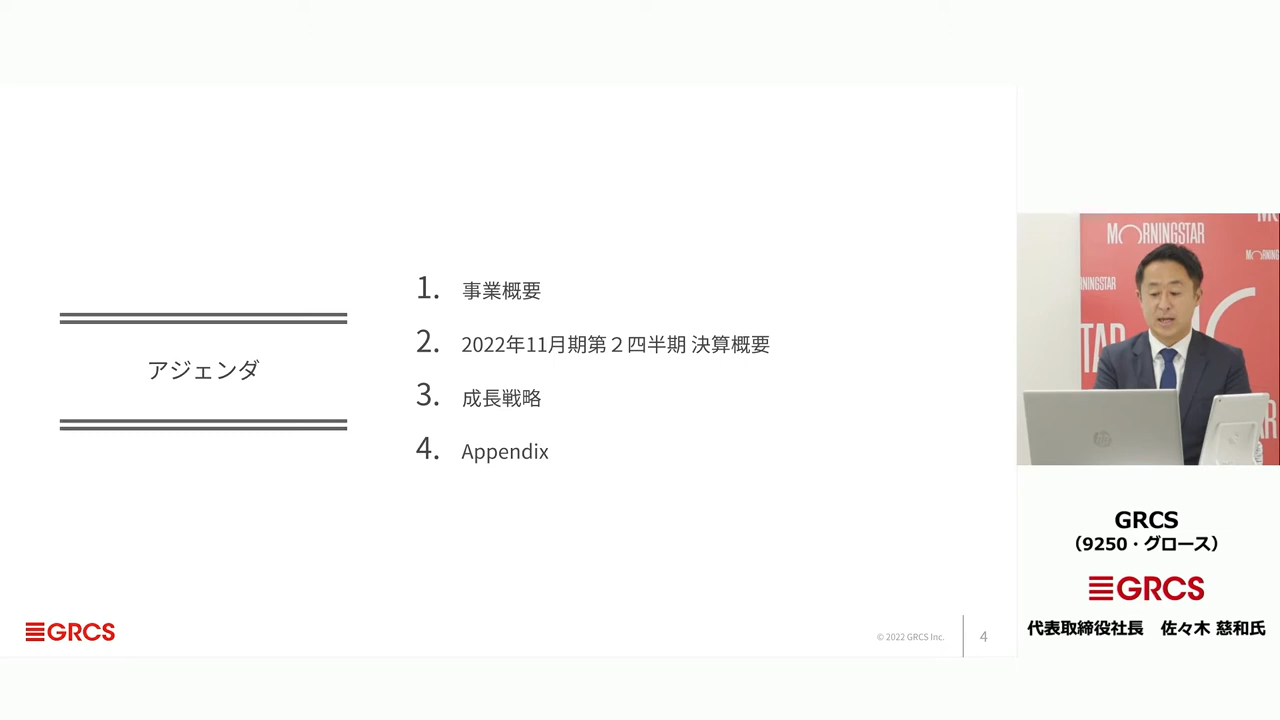 アジェンダ
1. 事業概要
2. 2022年11月期第２四半期 決算概要
3. 成長戦略
4. Appendix
GRCS
© 2022 GRCS Inc.
4
MORNINGSTAR
GRCS
（9250・グロース）
GRCS
代表取締役社長 佐々木 慈和氏